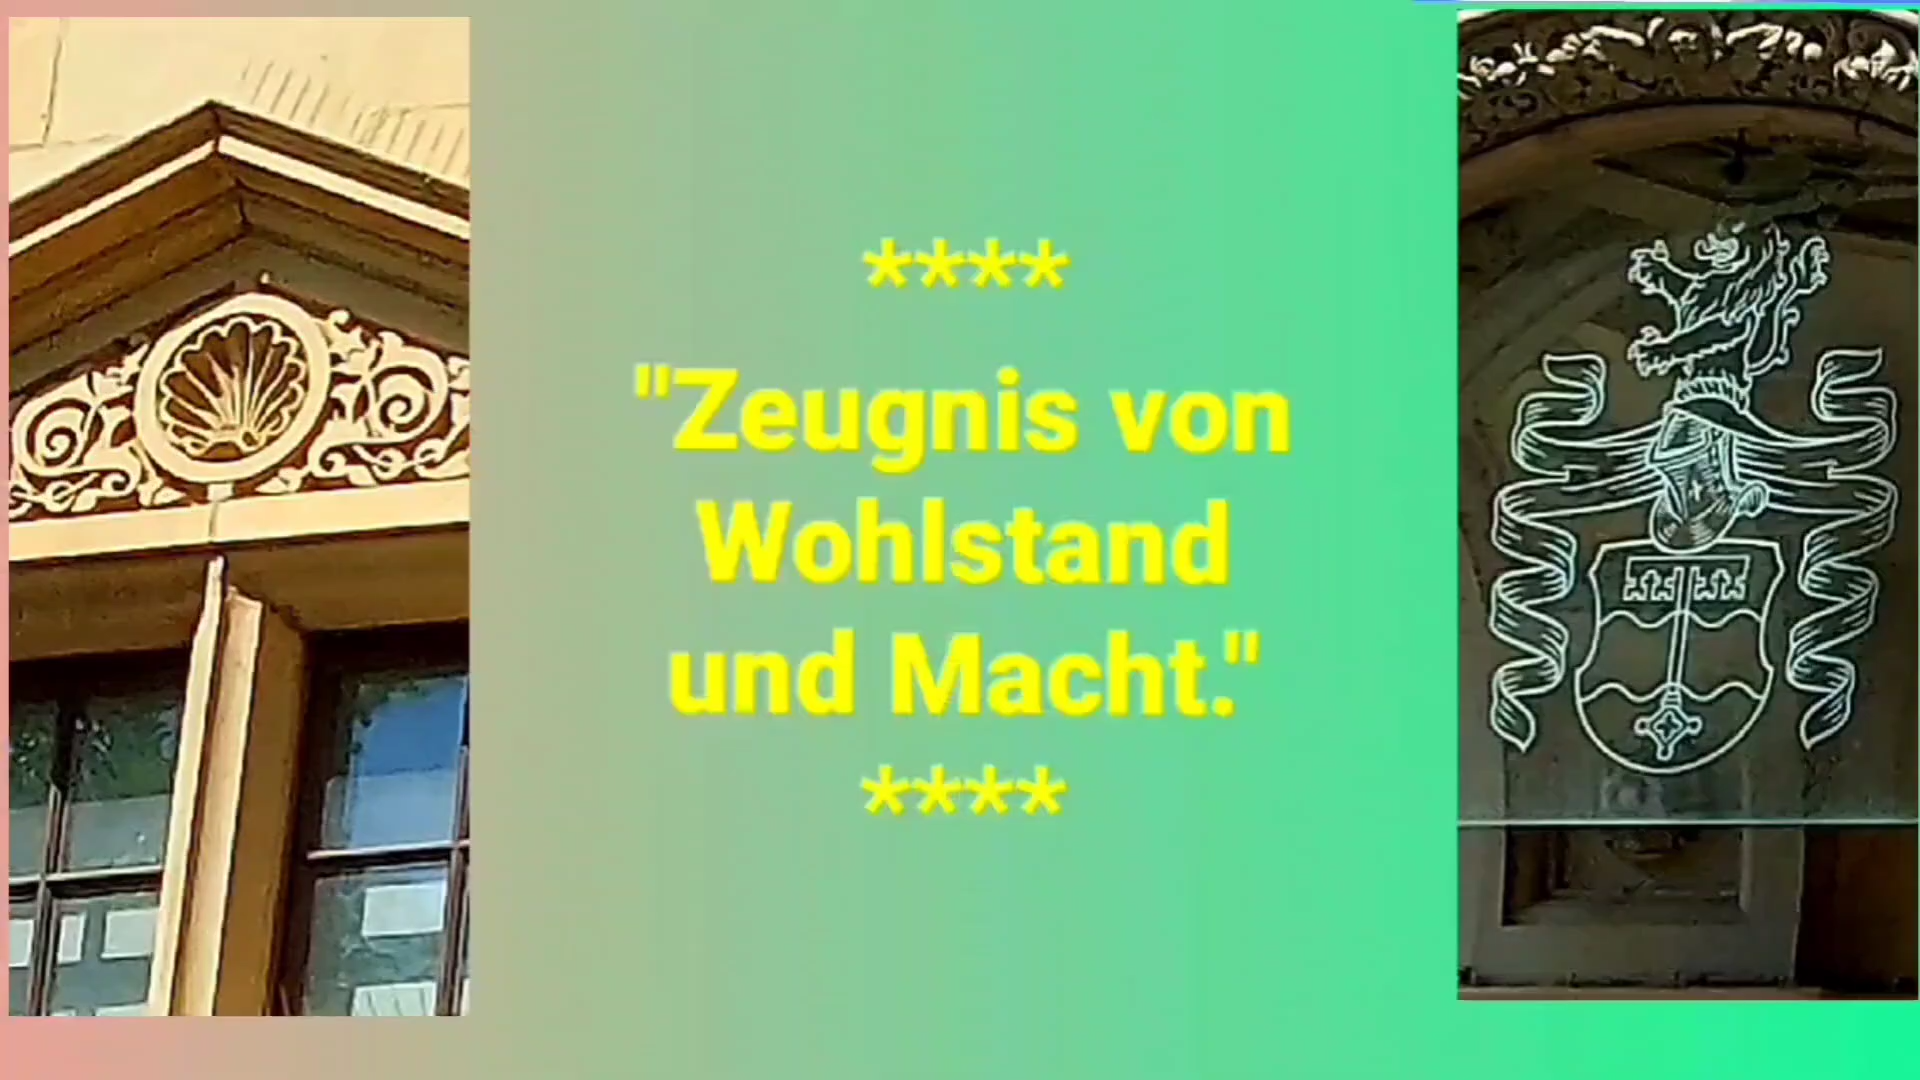 ****
"Zeugnis von
Wohlstand
und Macht."
****